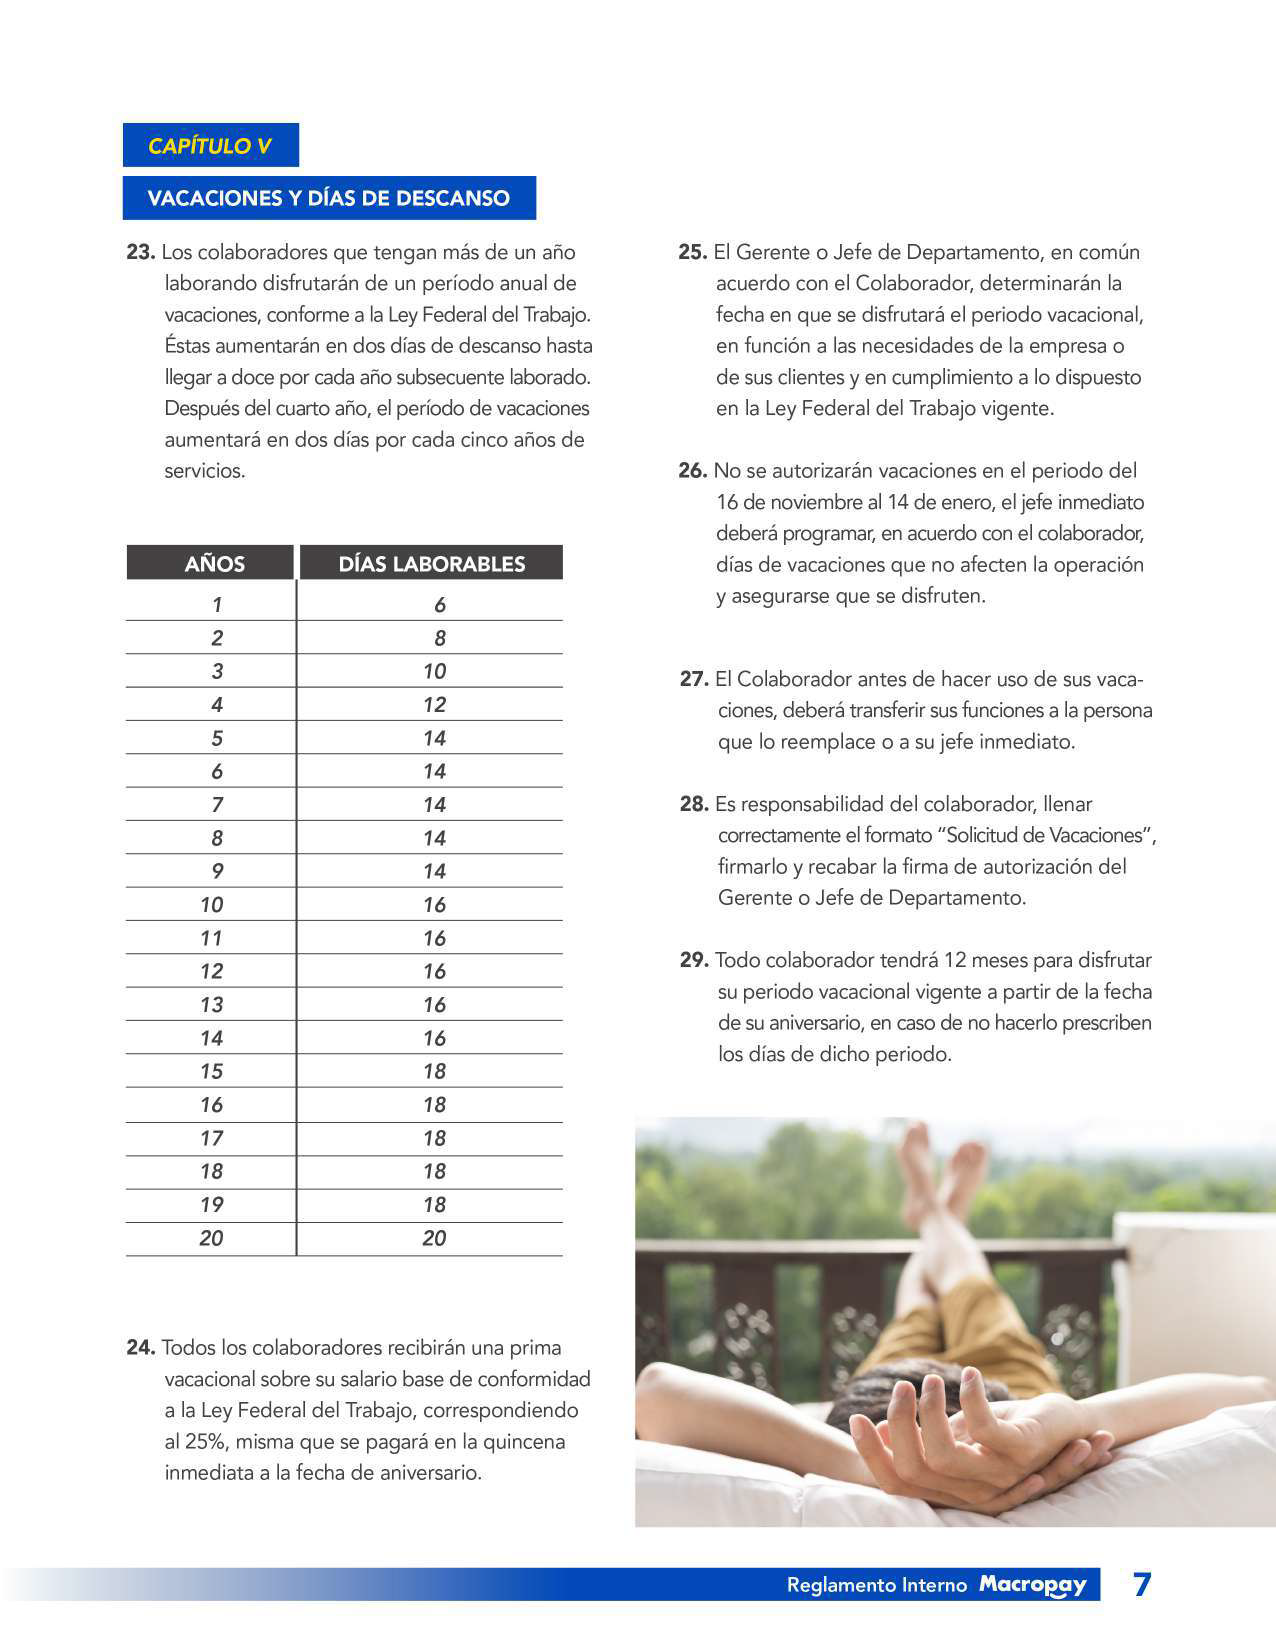 CAPÍTULO V
VACACIONES Y DÍAS DE DESCANSO
23. Los colaboradores que tengan más de un año
laborando disfrutarán de un período anual de
vacaciones, conforme a la Ley Federal del Trabajo.
Éstas aumentarán en dos días de descanso hasta
llegar a doce por cada año subsecuente laborado.
Después del cuarto año, el período de vacaciones
aumentará en dos días por cada cinco años de
servicios.
AÑOS DÍAS LABORABLES
1 6
2 8
3 10
4 12
5 14
6 14
7 14
8 14
9 14
10 16
11 16
12 16
13 16
14 16
15 18
16 18
17 18
18 18
19 18
20 20
24. Todos los colaboradores recibirán una prima
vacacional sobre su salario base de conformidad
a la Ley Federal del Trabajo, correspondiendo
al 25%, misma que se pagará en la quincena
inmediata a la fecha de aniversario.
25. El Gerente o Jefe de Departamento, en común
acuerdo con el Colaborador, determinarán la
fecha en que se disfrutará el periodo vacacional,
en función a las necesidades de la empresa o
de sus clientes y en cumplimiento a lo dispuesto
en la Ley Federal del Trabajo vigente.
26. No se autorizarán vacaciones en el periodo del
16 de noviembre al 14 de enero, el jefe inmediato
deberá programar, en acuerdo con el colaborador,
días de vacaciones que no afecten la operación
y asegurarse que se disfruten.
27. El Colaborador antes de hacer uso de sus vaca-
ciones, deberá transferir sus funciones a la persona
que lo reemplace o a su jefe inmediato.
28. Es responsabilidad del colaborador, llenar
correctamente el formato “Solicitud de Vacaciones”,
firmarlo y recabar la firma de autorización del
Gerente o Jefe de Departamento.
29. Todo colaborador tendrá 12 meses para disfrutar
su periodo vacacional vigente a partir de la fecha
de su aniversario, en caso de no hacerlo prescriben
los días de dicho periodo.
Reglamento Interno Macropay 7